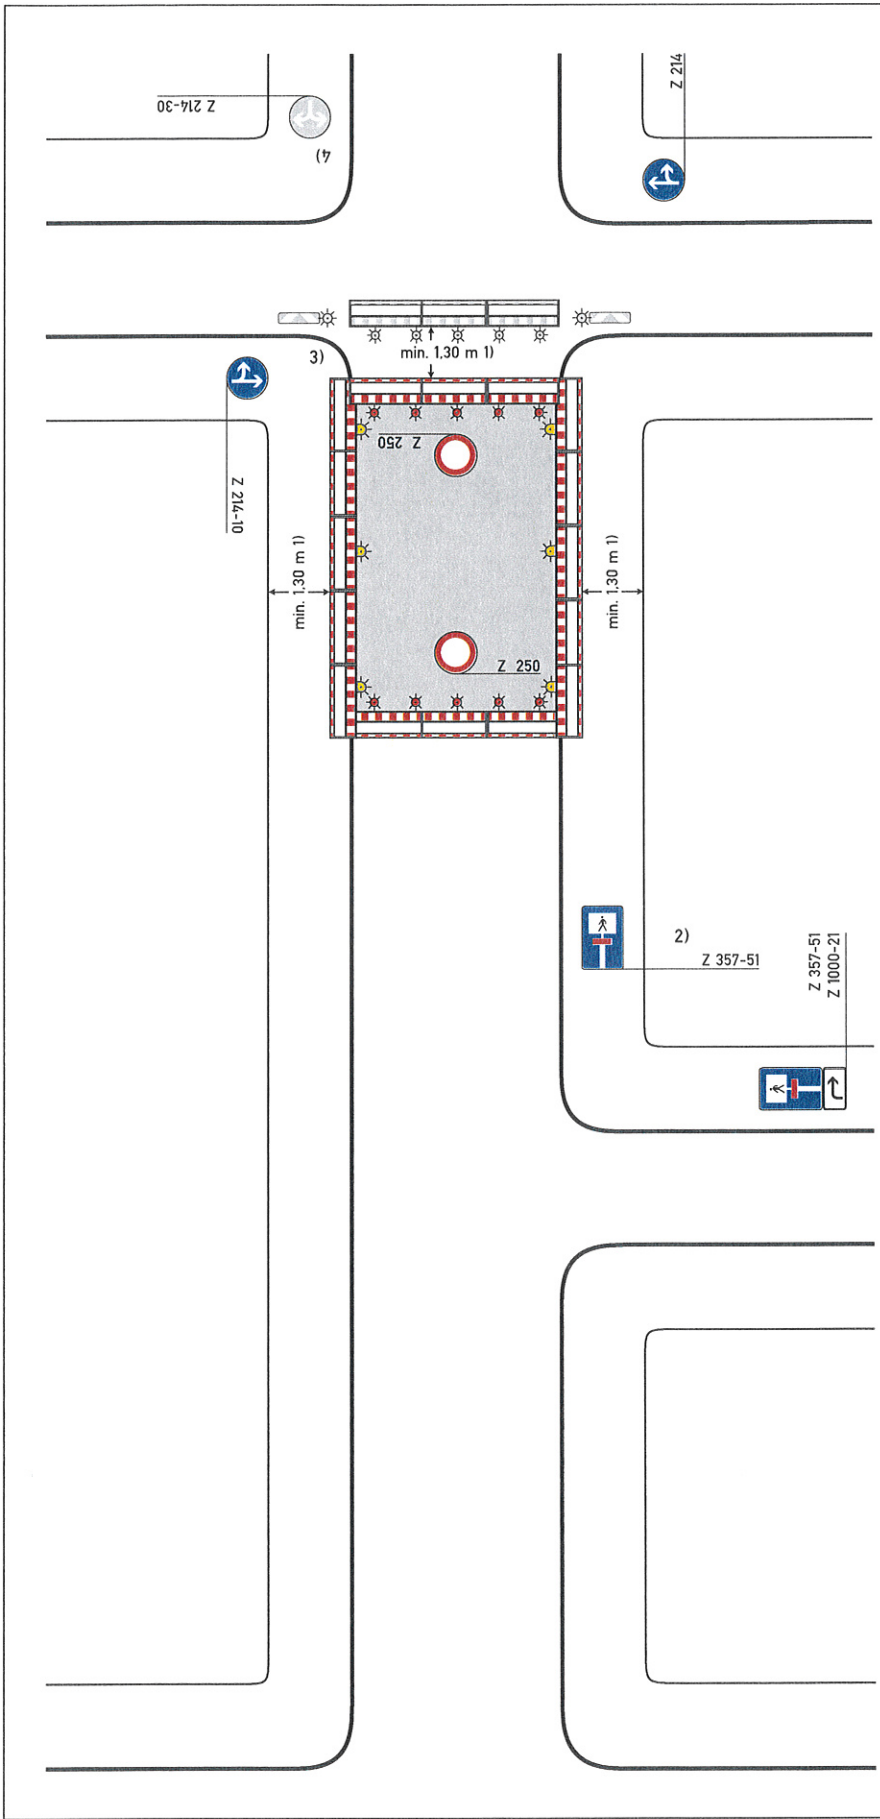 Z 214-30
4)
Z 214
min. 1,30 m 1)
3)
Z 214-10
Z 250
min. 1,30 m 1)
min. 1,30 m 1)
Z 250
2)
Z 357-51
Z 357-51
Z 1000-21